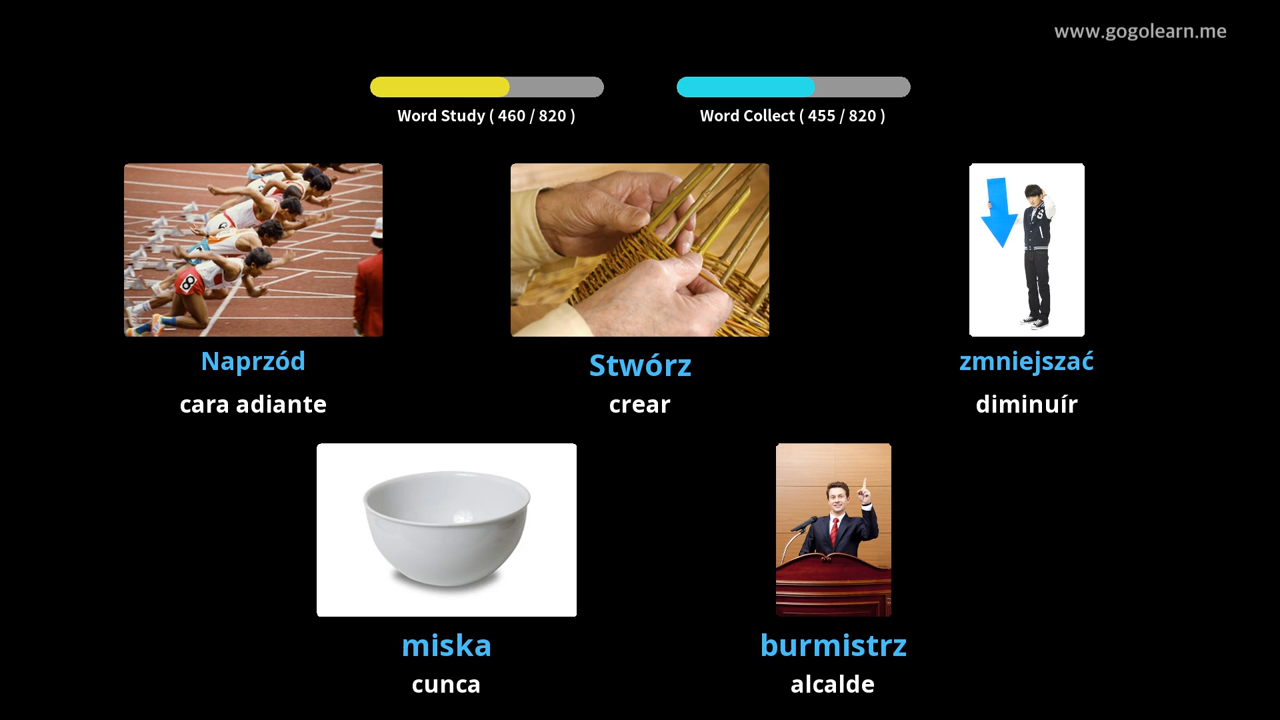 www.gogolearn.me
Word Study ( 460 / 820 )
Word Collect ( 455 / 820 )
8
S
Naprzód
cara adiante
Stwórz
crear
zmniejszać
diminuír
miska
cunca
burmistrz
alcalde